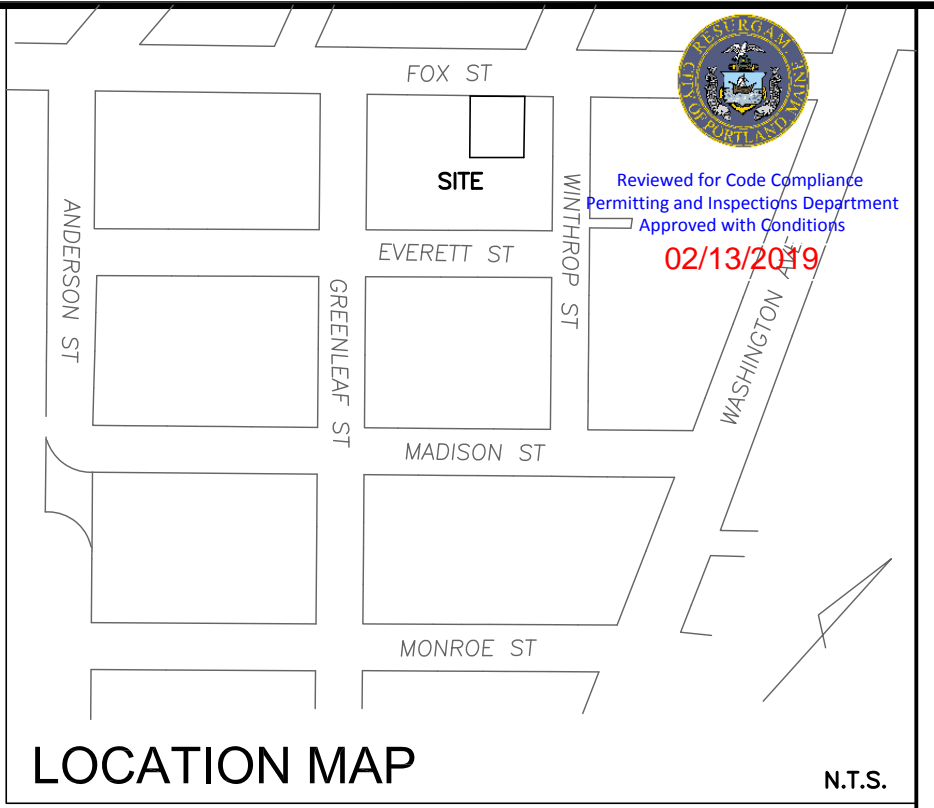 FOX ST
RESURGAM
CITY OF PORTLAND MAINE
SITE
Reviewed for Code Compliance
Permitting and Inspections Department
Approved with Conditions
02/13/2019
ANDERSON ST
WINTHROP ST
EVERETT ST
GREENLEAF ST
WASHINGTON AVE
MADISON ST
MONROE ST
LOCATION MAP
N.T.S.